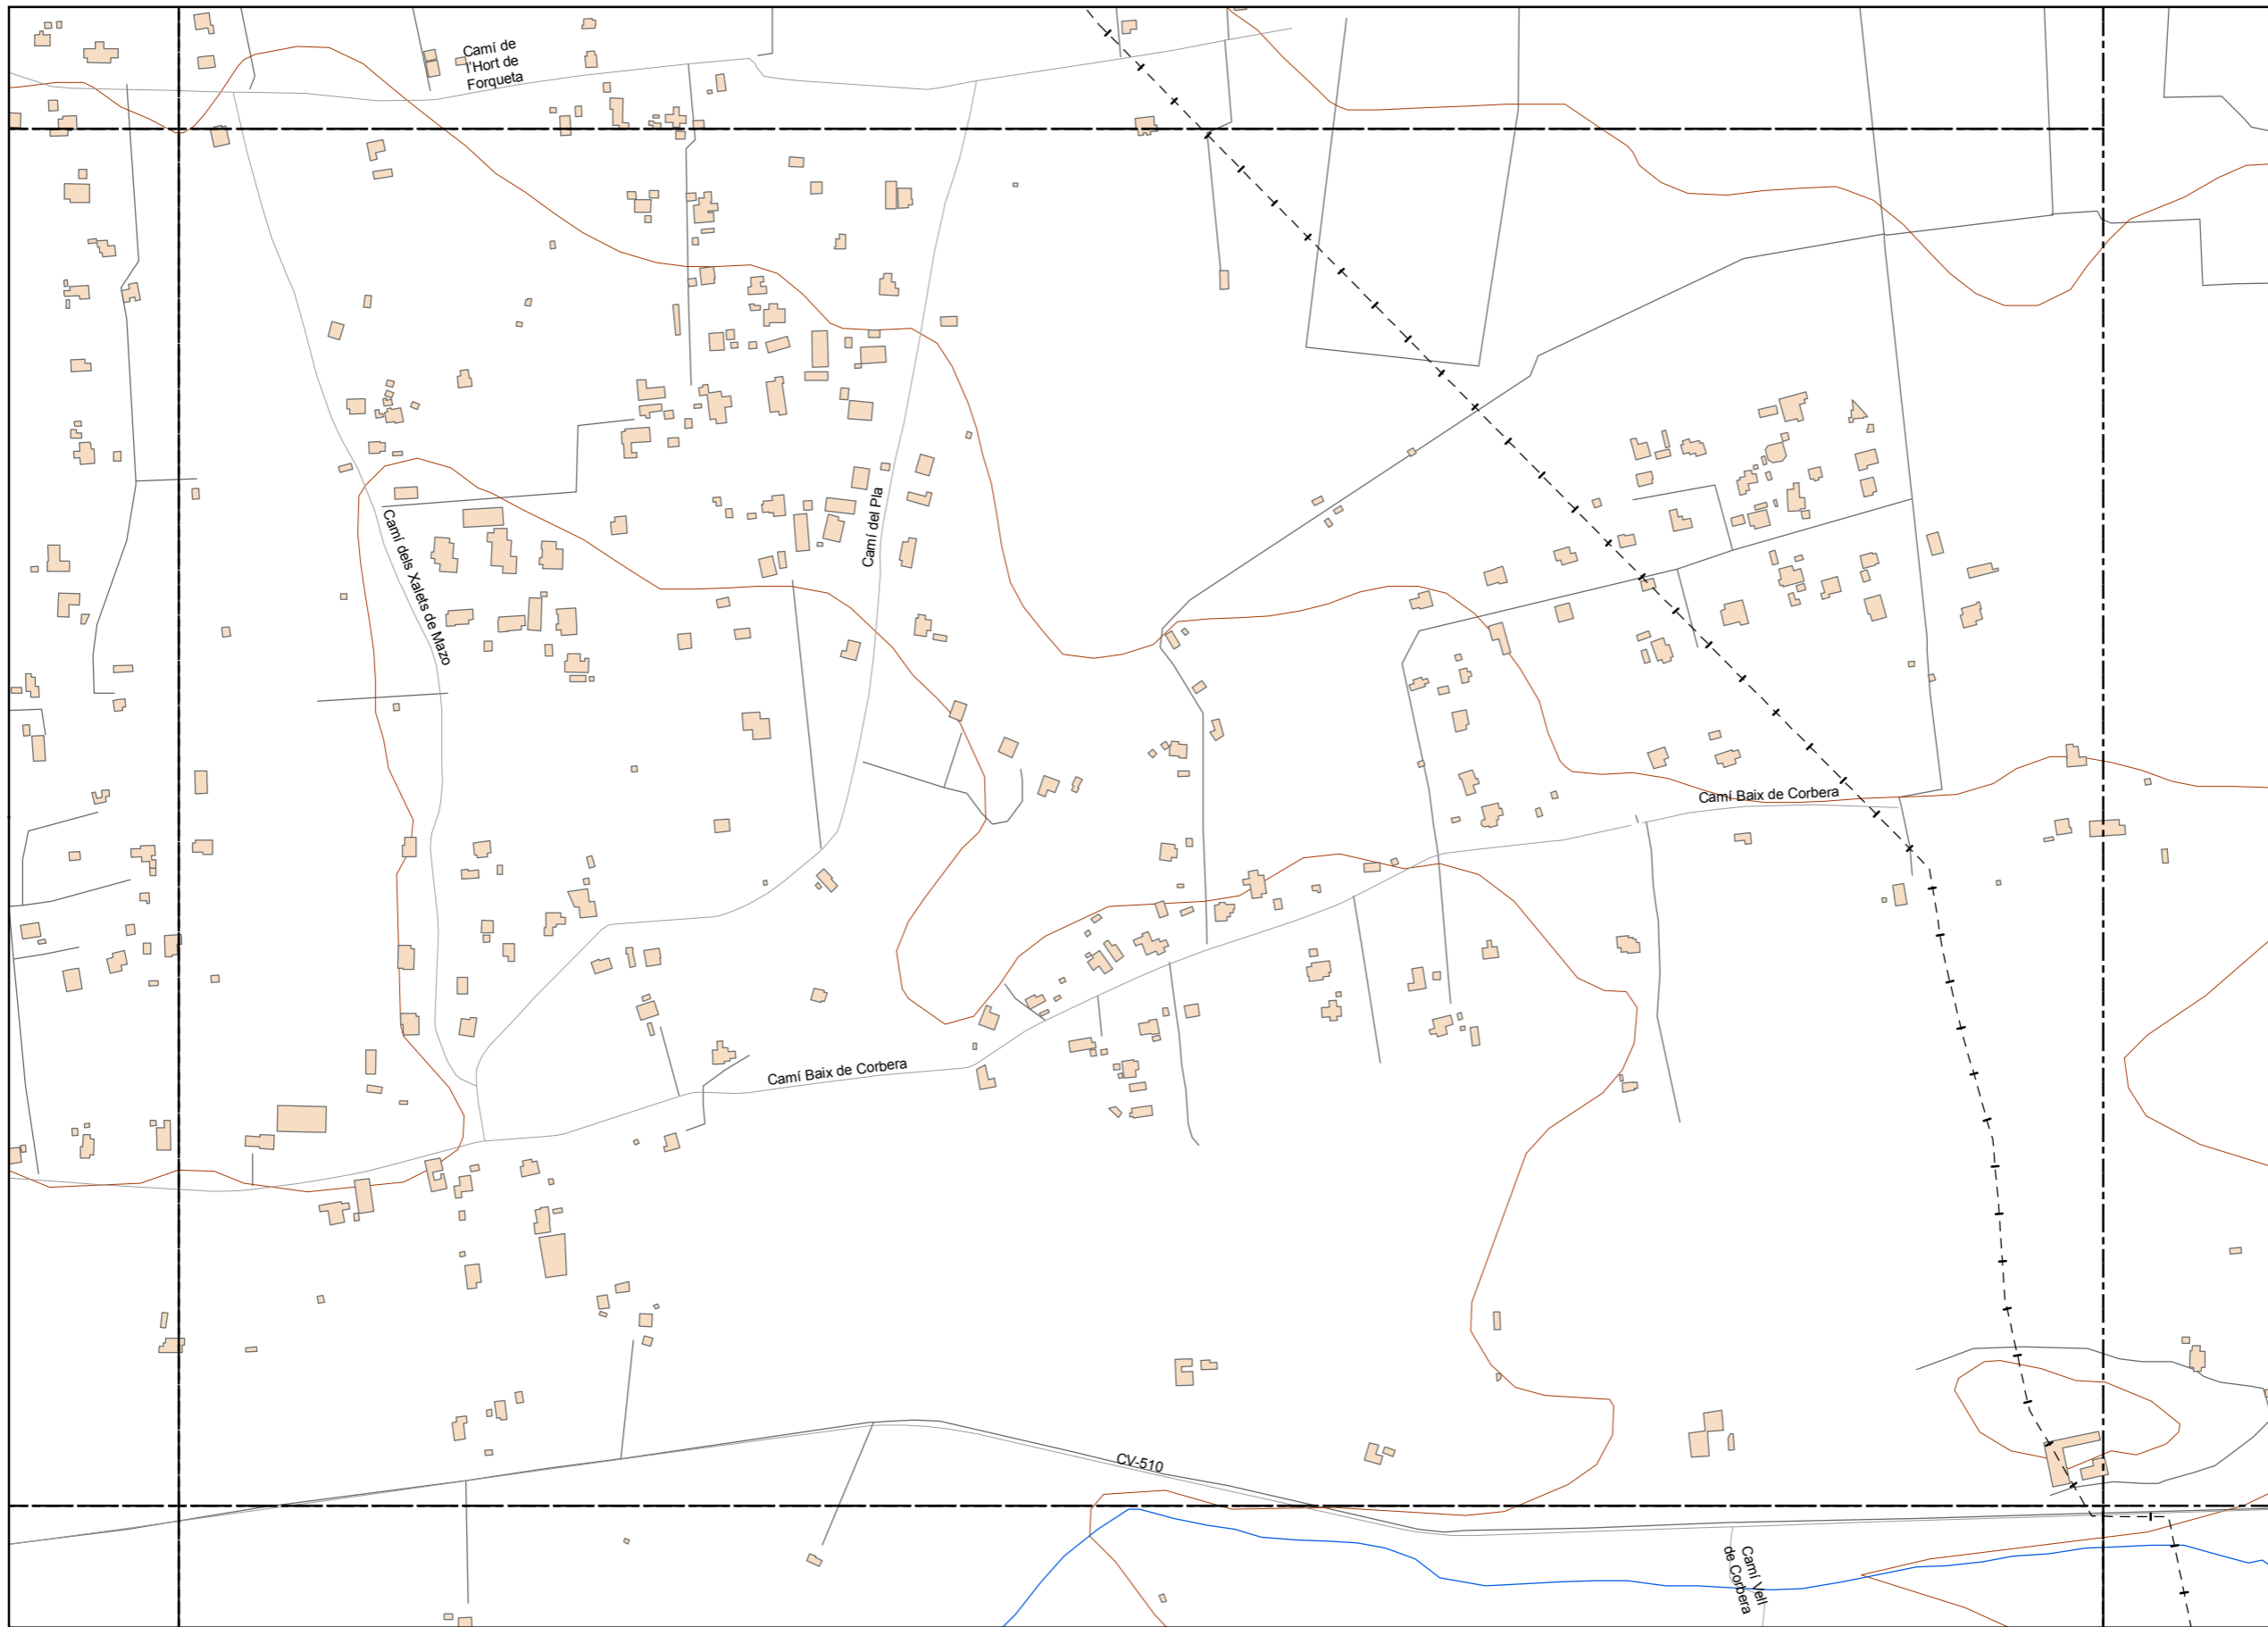 Camí de
l'Hort de
Forqueta
Camí dels Xalets de Mazo
Camí del Pla
Camí Baix de Corbera
Camí Baix de Corbera
CV-510
Camí Vell
de Corbera